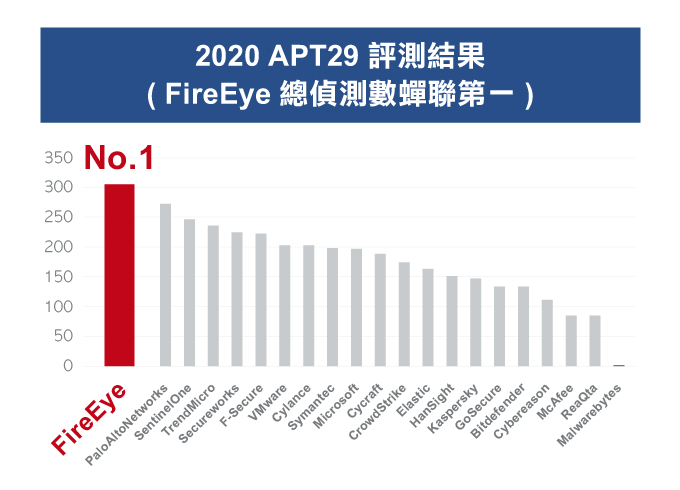 2020 APT29 評測結果
( FireEye 總偵測數蟬聯第一 )
No.1
350
300
250
200
150
100
50
0
FireEye
PaloAltoNetworks
SentinelOne
TrendMicro
Secureworks
F-Secure
VMware
Cylance
Symantec
Microsoft
Cycraft
CrowdStrike
Elastic
HanSight
Kaspersky
GoSecure
Bitdefender
Cybereason
McAfee
ReaQta
Malwarebytes